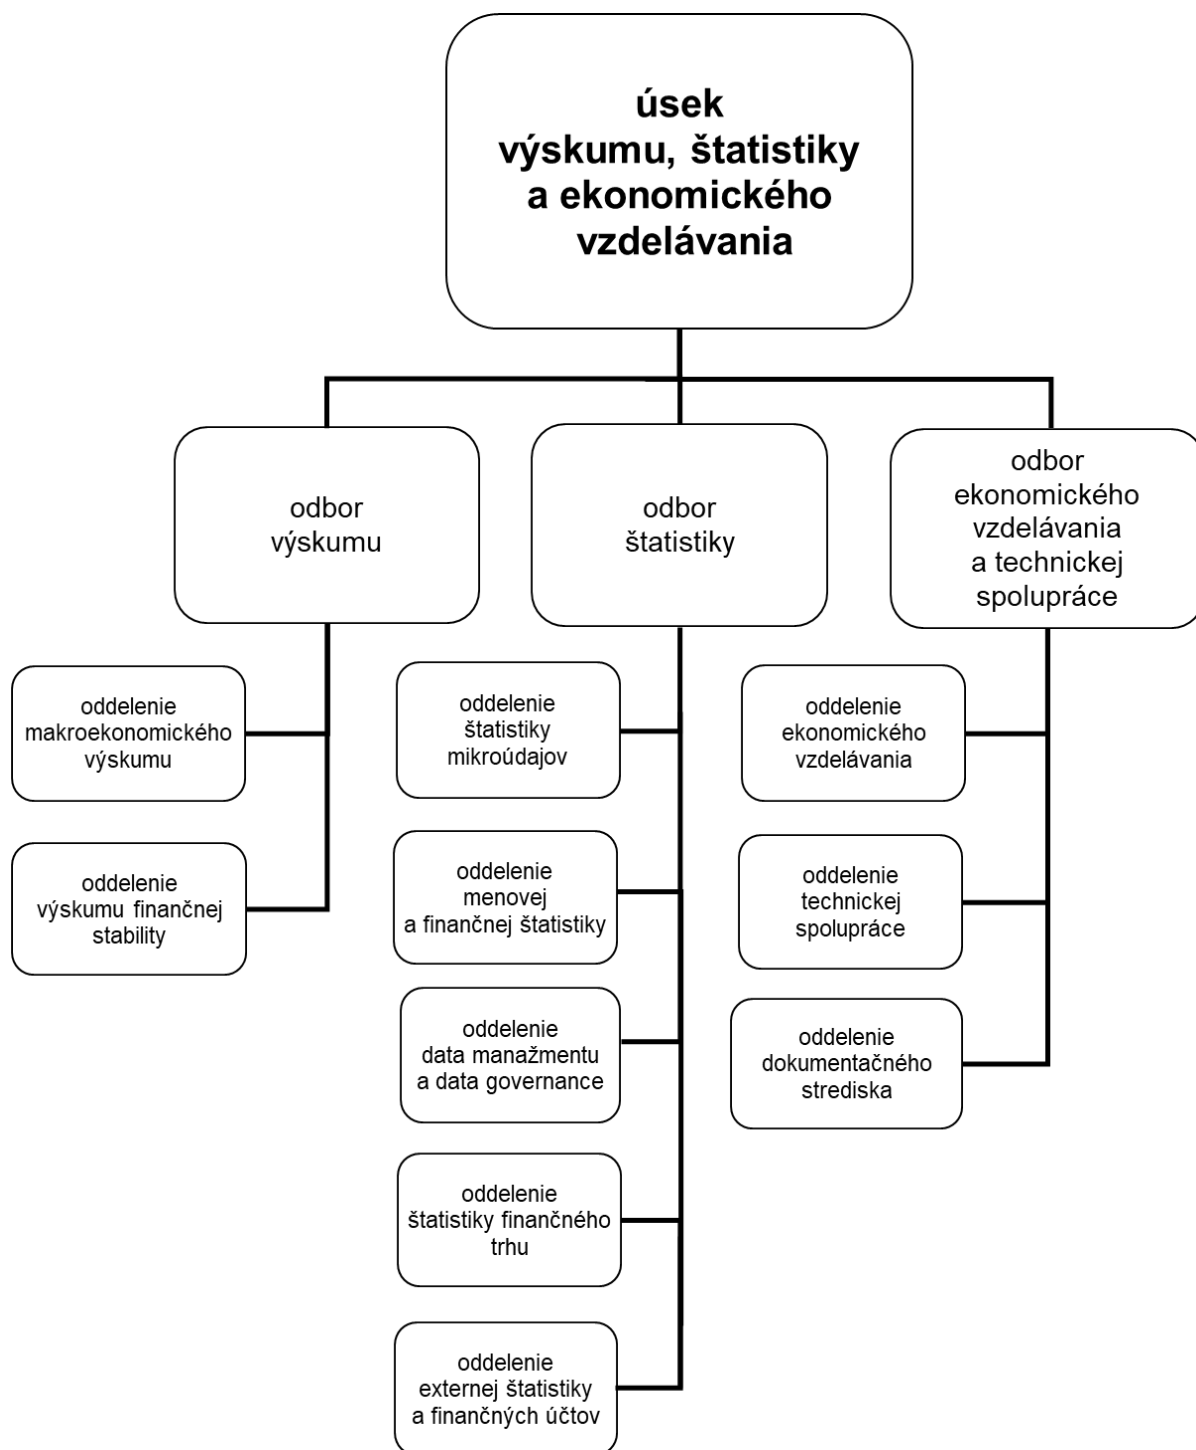 úsek
výskumu, štatistiky
a ekonomického
vzdelávania
odbor
výskumu
odbor
štatistiky
odbor
ekonomického
vzdelávania
a technickej
spolupráce
oddelenie
makroekonomického
výskumu
oddelenie
výskumu finančnej
stability
oddelenie
štatistiky
mikroúdajov
oddelenie
menovej
a finančnej štatistiky
oddelenie
data manažmentu
a data governance
oddelenie
štatistiky finančného
trhu
oddelenie
externej štatistiky
a finančných účtov
oddelenie
ekonomického
vzdelávania
oddelenie
technickej
spolupráce
oddelenie
dokumentačného
strediska